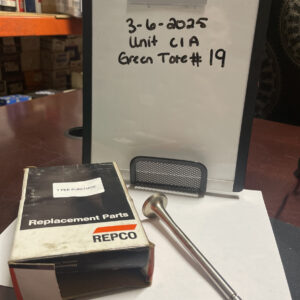 3-6-2025
Unit C1A
Green Tote# 19
Replacement Parts
REPCO